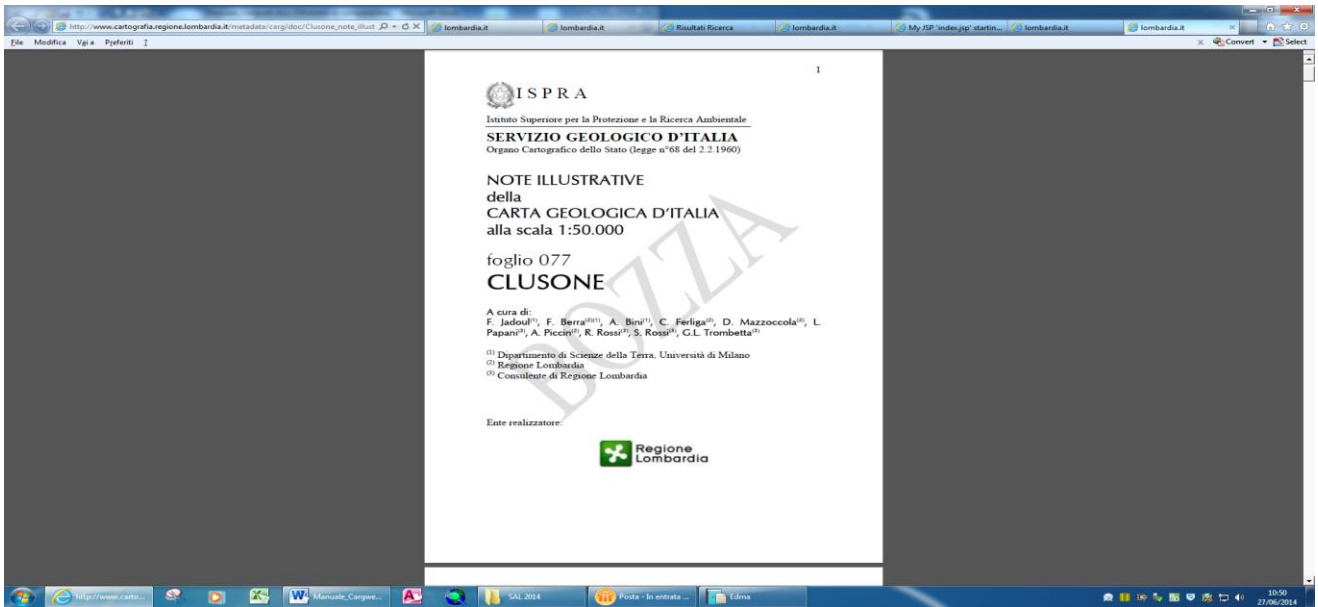 http://www.cartografia.regione.lombardia.it/metadata/carg/doc/Clusone_note_illust
lombardia.it
lombardia.it
Risultati Ricerca
lombardia.it
My JSP 'index.jsp' startin...
lombardia.it
lombardia.it
File Modifica Preferiti
Convert Select
1
ISPRA
Istituto Superiore per la Protezione e la Ricerca Ambientale
SERVIZIO GEOLOGICO D'ITALIA
Organo Cartografico dello Stato (legge n°68 del 2.2.1960)
NOTE ILLUSTRATIVE
della
CARTA GEOLOGICA D'ITALIA
alla scala 1:50.000
foglio 077
CLUSONE
BOZZA
A cura di:
F. Jadoul(1), F. Berra(2)(1), A. Bini(1), C. Ferliga(2), D. Mazzoccola(2), L.
Papani(3), A. Piccin(2), R. Rossi(3), S. Rossi(3), G.L. Trombetta(3)
(1) Dipartimento di Scienze della Terra, Università di Milano
(2) Regione Lombardia
(3) Consulente di Regione Lombardia
Ente realizzatore:
Regione
Lombardia
http://www.carto...
Manuale_Cargwe...
SAL 2014
Posta - In entrata ...
Edma
10:50
27/06/2014